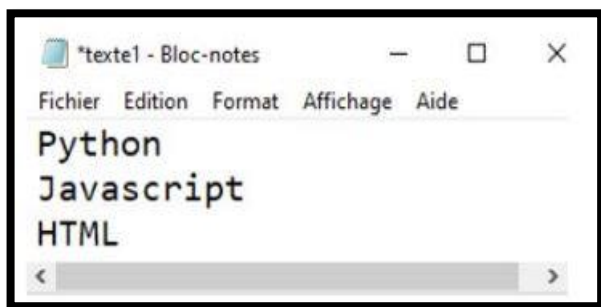 *texte1 - Bloc-notes
Fichier Edition Format Affichage Aide
Python
Javascript
HTML